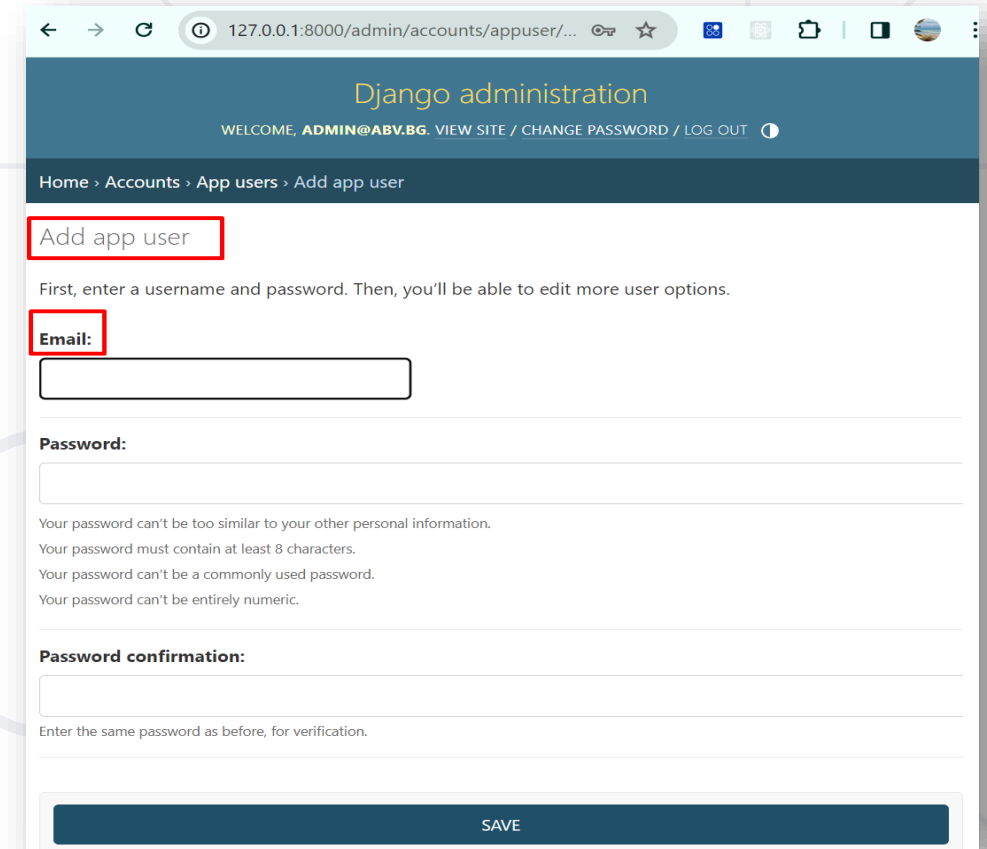 127.0.0.1:8000/admin/accounts/appuser/...
Django administration
WELCOME, ADMIN@ABV.BG. VIEW SITE / CHANGE PASSWORD / LOG OUT
Home › Accounts › App users › Add app user
Add app user
First, enter a username and password. Then, you’ll be able to edit more user options.
Email:
Password:
Your password can’t be too similar to your other personal information.
Your password must contain at least 8 characters.
Your password can’t be a commonly used password.
Your password can’t be entirely numeric.
Password confirmation:
Enter the same password as before, for verification.
SAVE